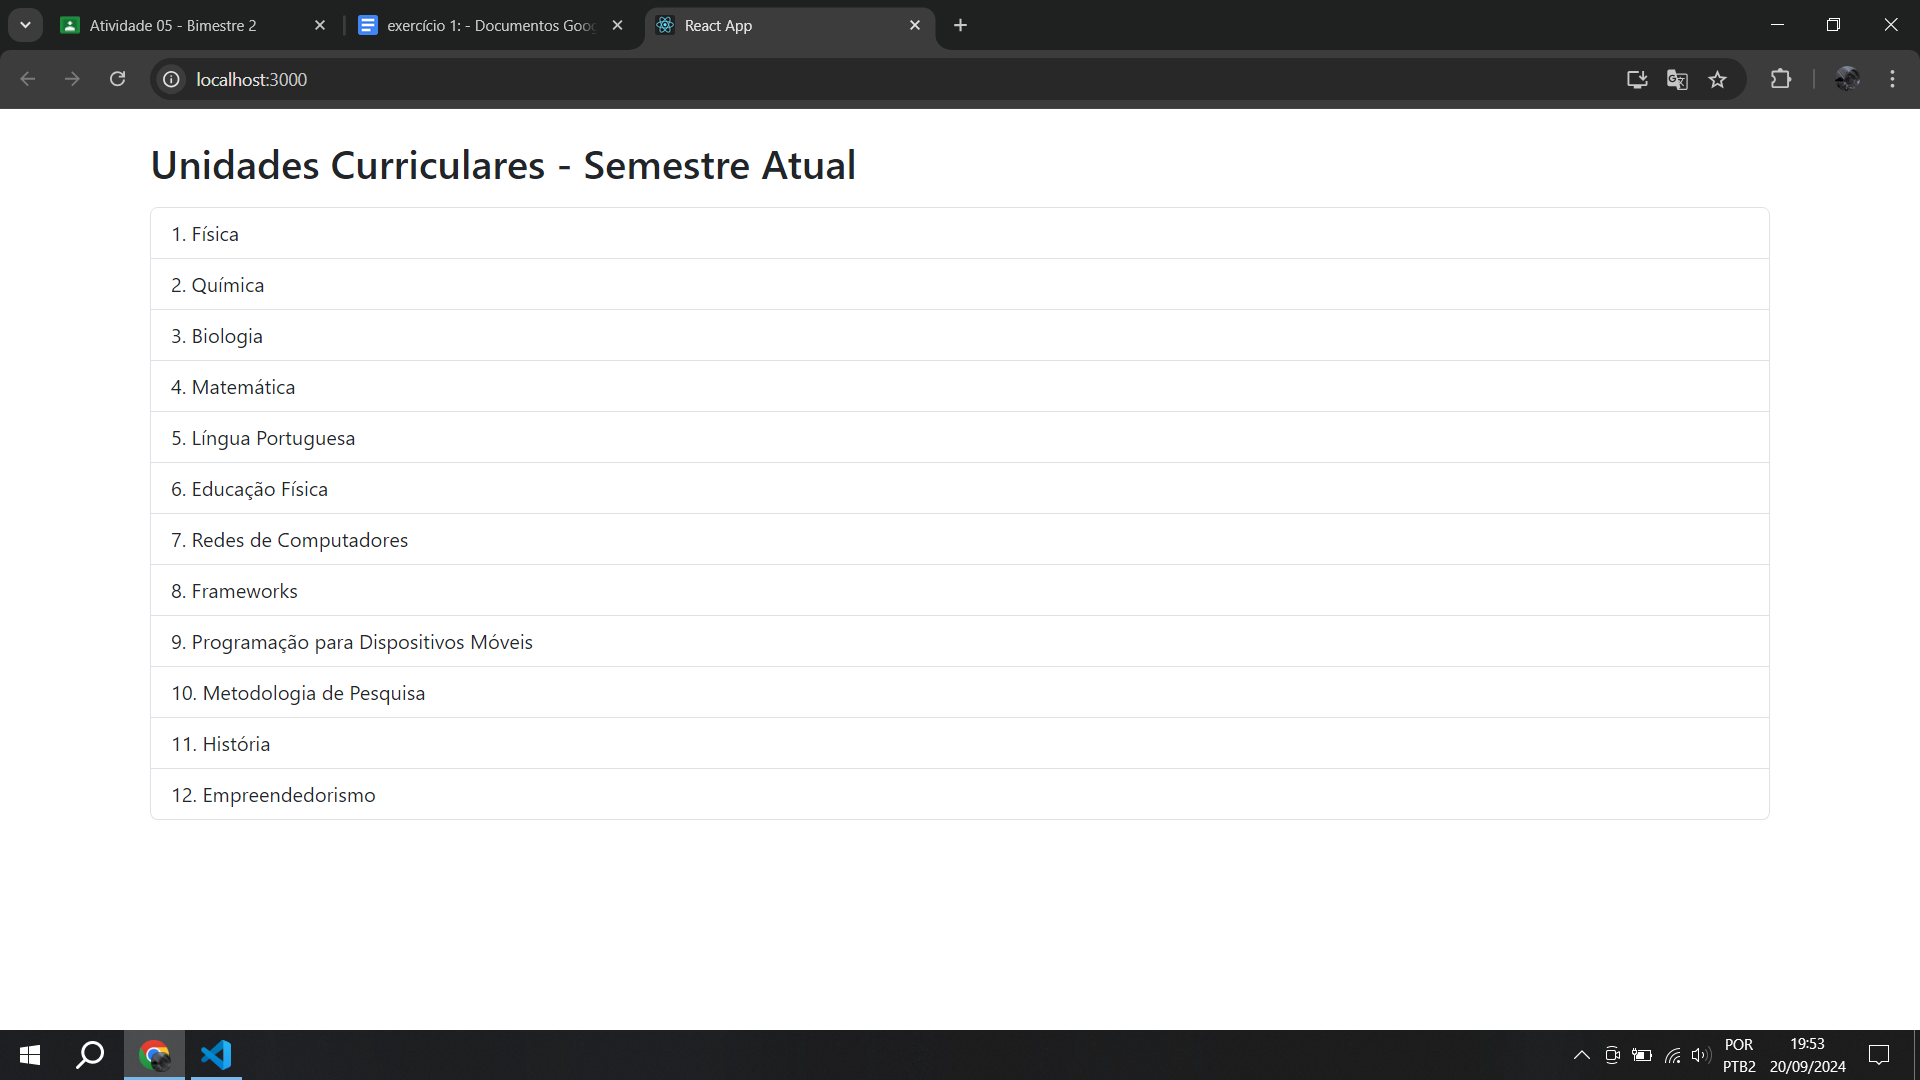 Atividade 05 - Bimestre 2
exercício 1: - Documentos Goo
React App
localhost:3000
Unidades Curriculares - Semestre Atual
1. Física
2. Química
3. Biologia
4. Matemática
5. Língua Portuguesa
6. Educação Física
7. Redes de Computadores
8. Frameworks
9. Programação para Dispositivos Móveis
10. Metodologia de Pesquisa
11. História
12. Empreendedorismo
POR
PTB2
19:53
20/09/2024